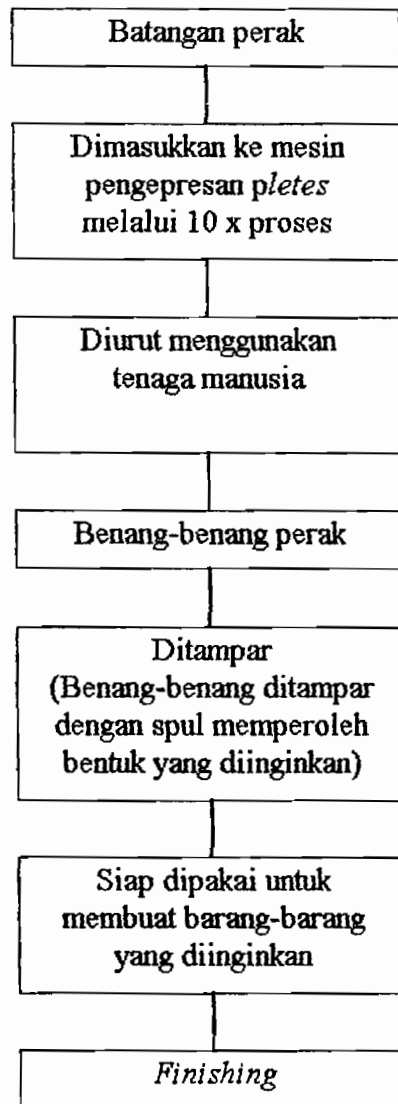 Batangan perak
Dimasukkan ke mesin
pengepresan pletes
melalui 10 x proses
Diurut menggunakan
tenaga manusia
Benang-benang perak
Ditampar
(Benang-benang ditampar
dengan spul memperoleh
bentuk yang diinginkan)
Siap dipakai untuk
membuat barang-barang
yang diinginkan
Finishing